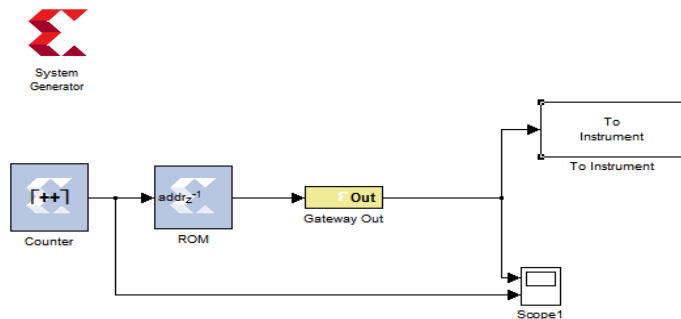 System
Generator
To
Instrument
To Instrument
⌈++⌉
Counter
addr z⁻¹
ROM
Out
Gateway Out
Scope1